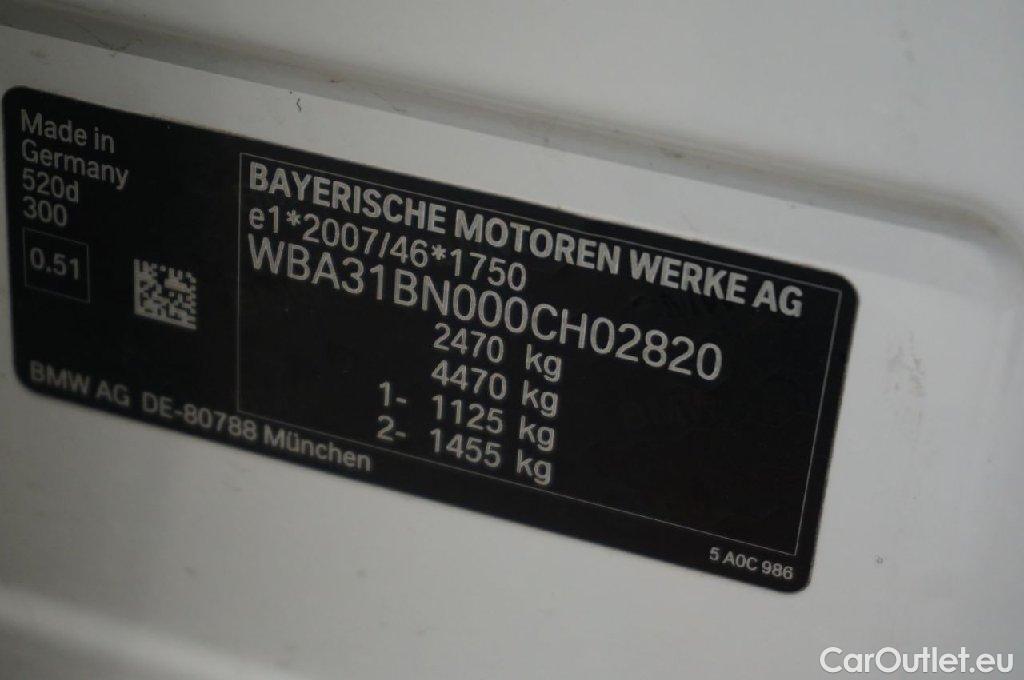 Made in
Germany
520d
300
0.51
BMW AG DE-80788 München
BAYERISCHE MOTOREN WERKE AG
e1*2007/46*1750
WBA31BN000CH02820
2470 kg
4470 kg
1- 1125 kg
2- 1455 kg
5 A0C 986
CarOutlet.eu